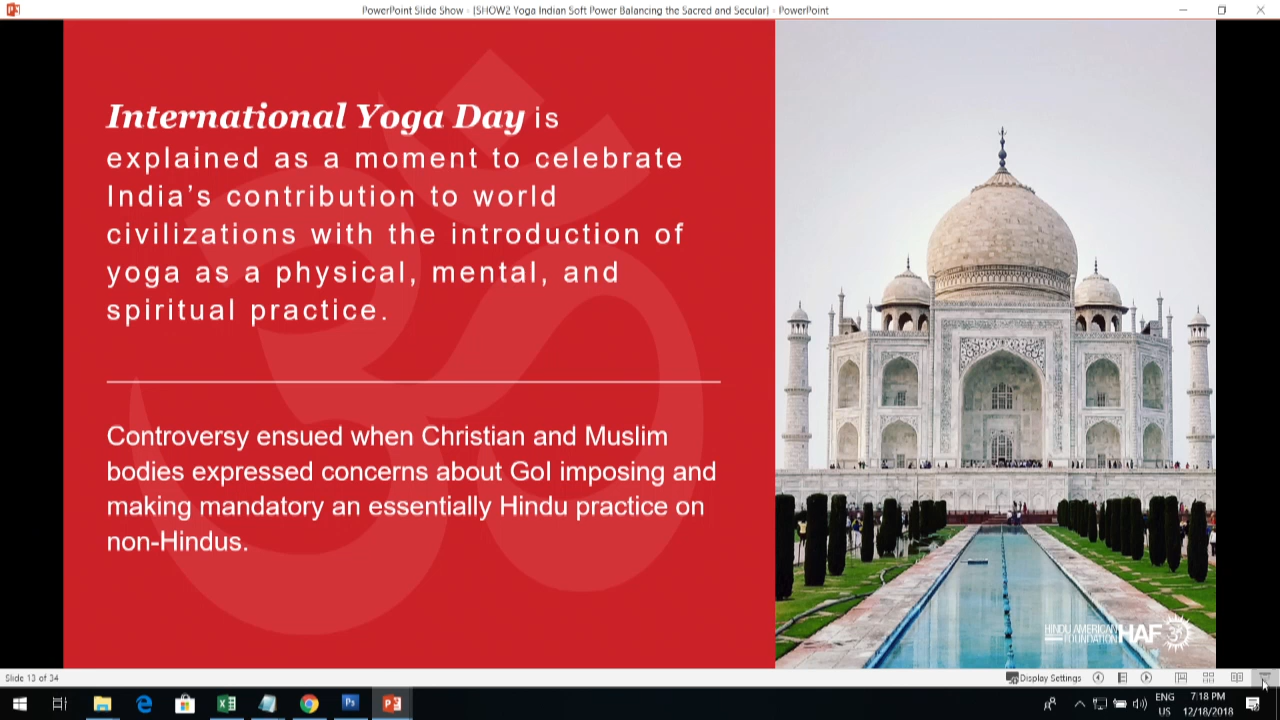 PowerPoint Slide Show - [SHOW2 Yoga Indian Soft Power Balancing the Sacred and Secular] - PowerPoint
International Yoga Day is
explained as a moment to celebrate
India's contribution to world
civilizations with the introduction of
yoga as a physical, mental, and
spiritual practice.
Controversy ensued when Christian and Muslim
bodies expressed concerns about GoI imposing and
making mandatory an essentially Hindu practice on
non-Hindus.
HINDU AMERICAN
FOUNDATION
HAF
ॐ
Slide 13 of 34
Display Settings
ENG
US
7:18 PM
12/18/2018